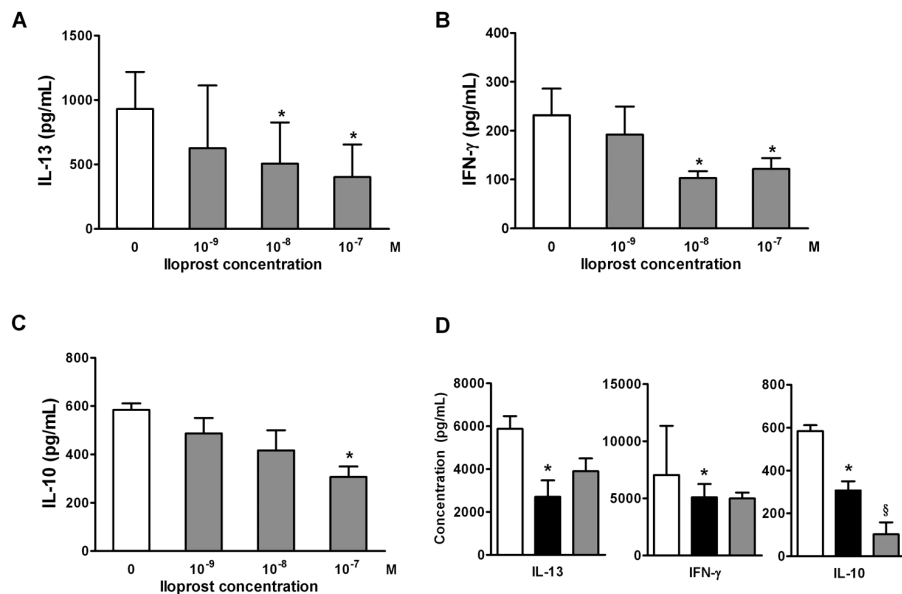 A
IL-13 (pg/mL)
1500
1000
500
0
*
*
0 10⁻⁹ 10⁻⁸ 10⁻⁷ M
Iloprost concentration
B
IFN-γ (pg/mL)
400
300
200
100
0
*
*
0 10⁻⁹ 10⁻⁸ 10⁻⁷ M
Iloprost concentration
C
IL-10 (pg/mL)
800
600
400
200
0
*
0 10⁻⁹ 10⁻⁸ 10⁻⁷ M
Iloprost concentration
D
Concentration (pg/mL)
8000
6000
4000
2000
0
*
IL-13
15000
10000
5000
0
*
IFN-γ
800
600
400
200
0
*
§
IL-10